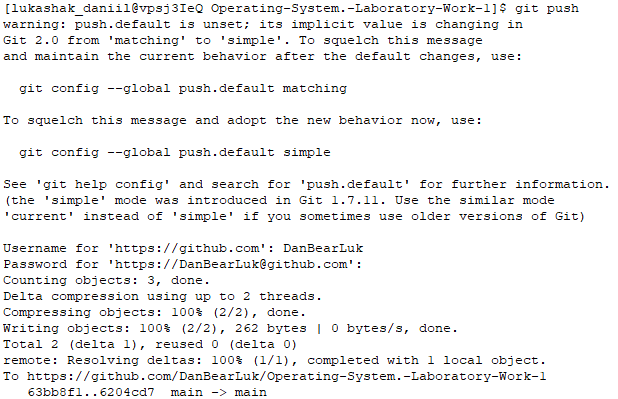 [lukashak_daniil@vpsj3IeQ Operating-System.-Laboratory-Work-1]$ git push
warning: push.default is unset; its implicit value is changing in
Git 2.0 from 'matching' to 'simple'. To squelch this message
and maintain the current behavior after the default changes, use:
git config --global push.default matching
To squelch this message and adopt the new behavior now, use:
git config --global push.default simple
See 'git help config' and search for 'push.default' for further information.
(the 'simple' mode was introduced in Git 1.7.11. Use the similar mode
'current' instead of 'simple' if you sometimes use older versions of Git)
Username for 'https://github.com': DanBearLuk
Password for 'https://DanBearLuk@github.com':
Counting objects: 3, done.
Delta compression using up to 2 threads.
Compressing objects: 100% (2/2), done.
Writing objects: 100% (2/2), 262 bytes | 0 bytes/s, done.
Total 2 (delta 1), reused 0 (delta 0)
remote: Resolving deltas: 100% (1/1), completed with 1 local object.
To https://github.com/DanBearLuk/Operating-System.-Laboratory-Work-1
63bb8f1..6204cd7  main -> main